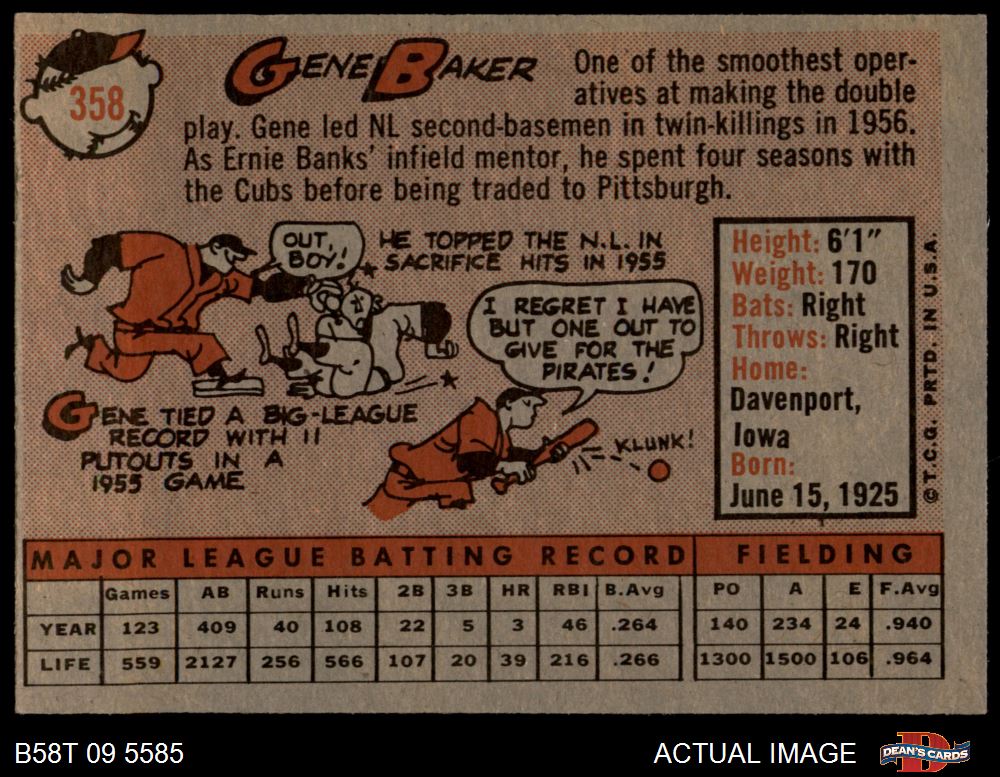 358
GENE BAKER
One of the smoothest oper-
atives at making the double
play. Gene led NL second-basemen in twin-killings in 1956.
As Ernie Banks' infield mentor, he spent four seasons with
the Cubs before being traded to Pittsburgh.
OUT,
BOY!
HE TOPPED THE N.L. IN
SACRIFICE HITS IN 1955
I REGRET I HAVE
BUT ONE OUT TO
GIVE FOR THE
PIRATES!
GENE TIED A BIG-LEAGUE
RECORD WITH 11
PUTOUTS IN A
1955 GAME
KLUNK!
Height: 6'1"
Weight: 170
Bats: Right
Throws: Right
Home:
Davenport,
Iowa
Born:
June 15, 1925
© T.C.G. PRTD. IN U.S.A.
MAJOR LEAGUE BATTING RECORD FIELDING
Games AB Runs Hits 2B 3B HR RBI B.Avg PO A E F.Avg
YEAR 123 409 40 108 22 5 3 46 .264 140 234 24 .940
LIFE 559 2127 256 566 107 20 39 216 .266 1300 1500 106 .964
B58T 09 5585 ACTUAL IMAGE DEAN'S CARDS